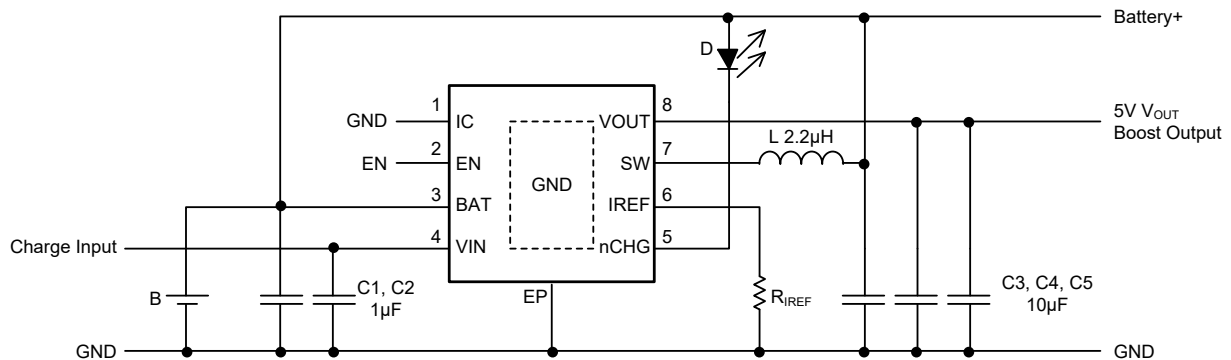 Battery+
D
1
8
GND
IC
VOUT
5V VOUT
Boost Output
L 2.2µH
2
7
EN
EN
SW
GND
3
6
BAT
IREF
Charge Input
4
5
VIN
nCHG
B
C1, C2
1µF
EP
RIREF
C3, C4, C5
10µF
GND
GND